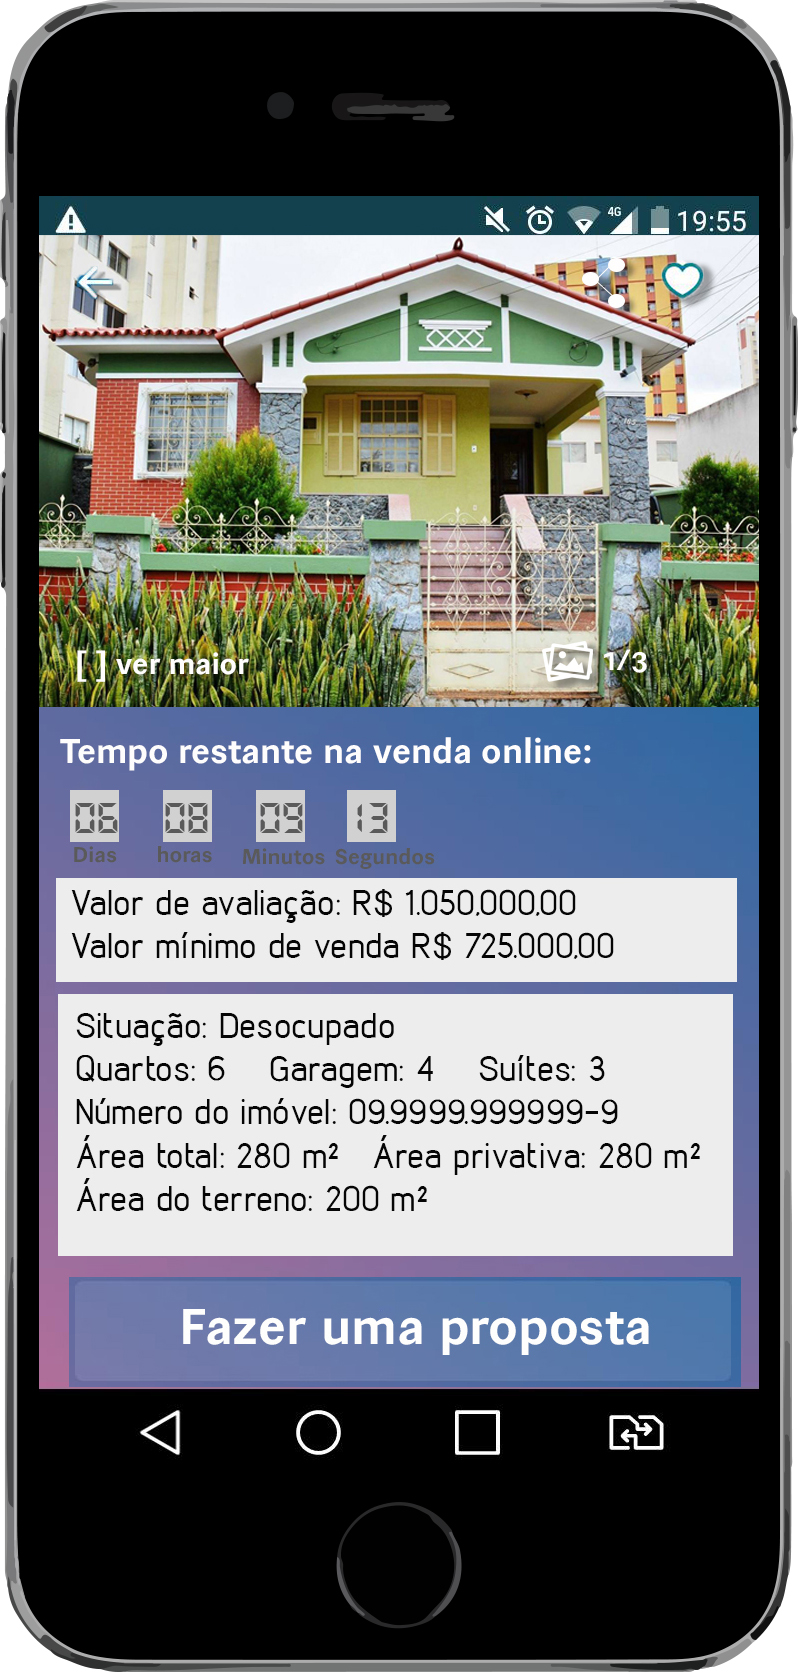 4G 19:55
[ ] ver maior 1/3
Tempo restante na venda online:
06 08 09 13
Dias horas Minutos Segundos
Valor de avaliação: R$ 1.050,000,00
Valor mínimo de venda R$ 725.000,00
Situação: Desocupado
Quartos: 6 Garagem: 4 Suítes: 3
Número do imóvel: 09.9999.999999-9
Área total: 280 m² Área privativa: 280 m²
Área do terreno: 200 m²
Fazer uma proposta